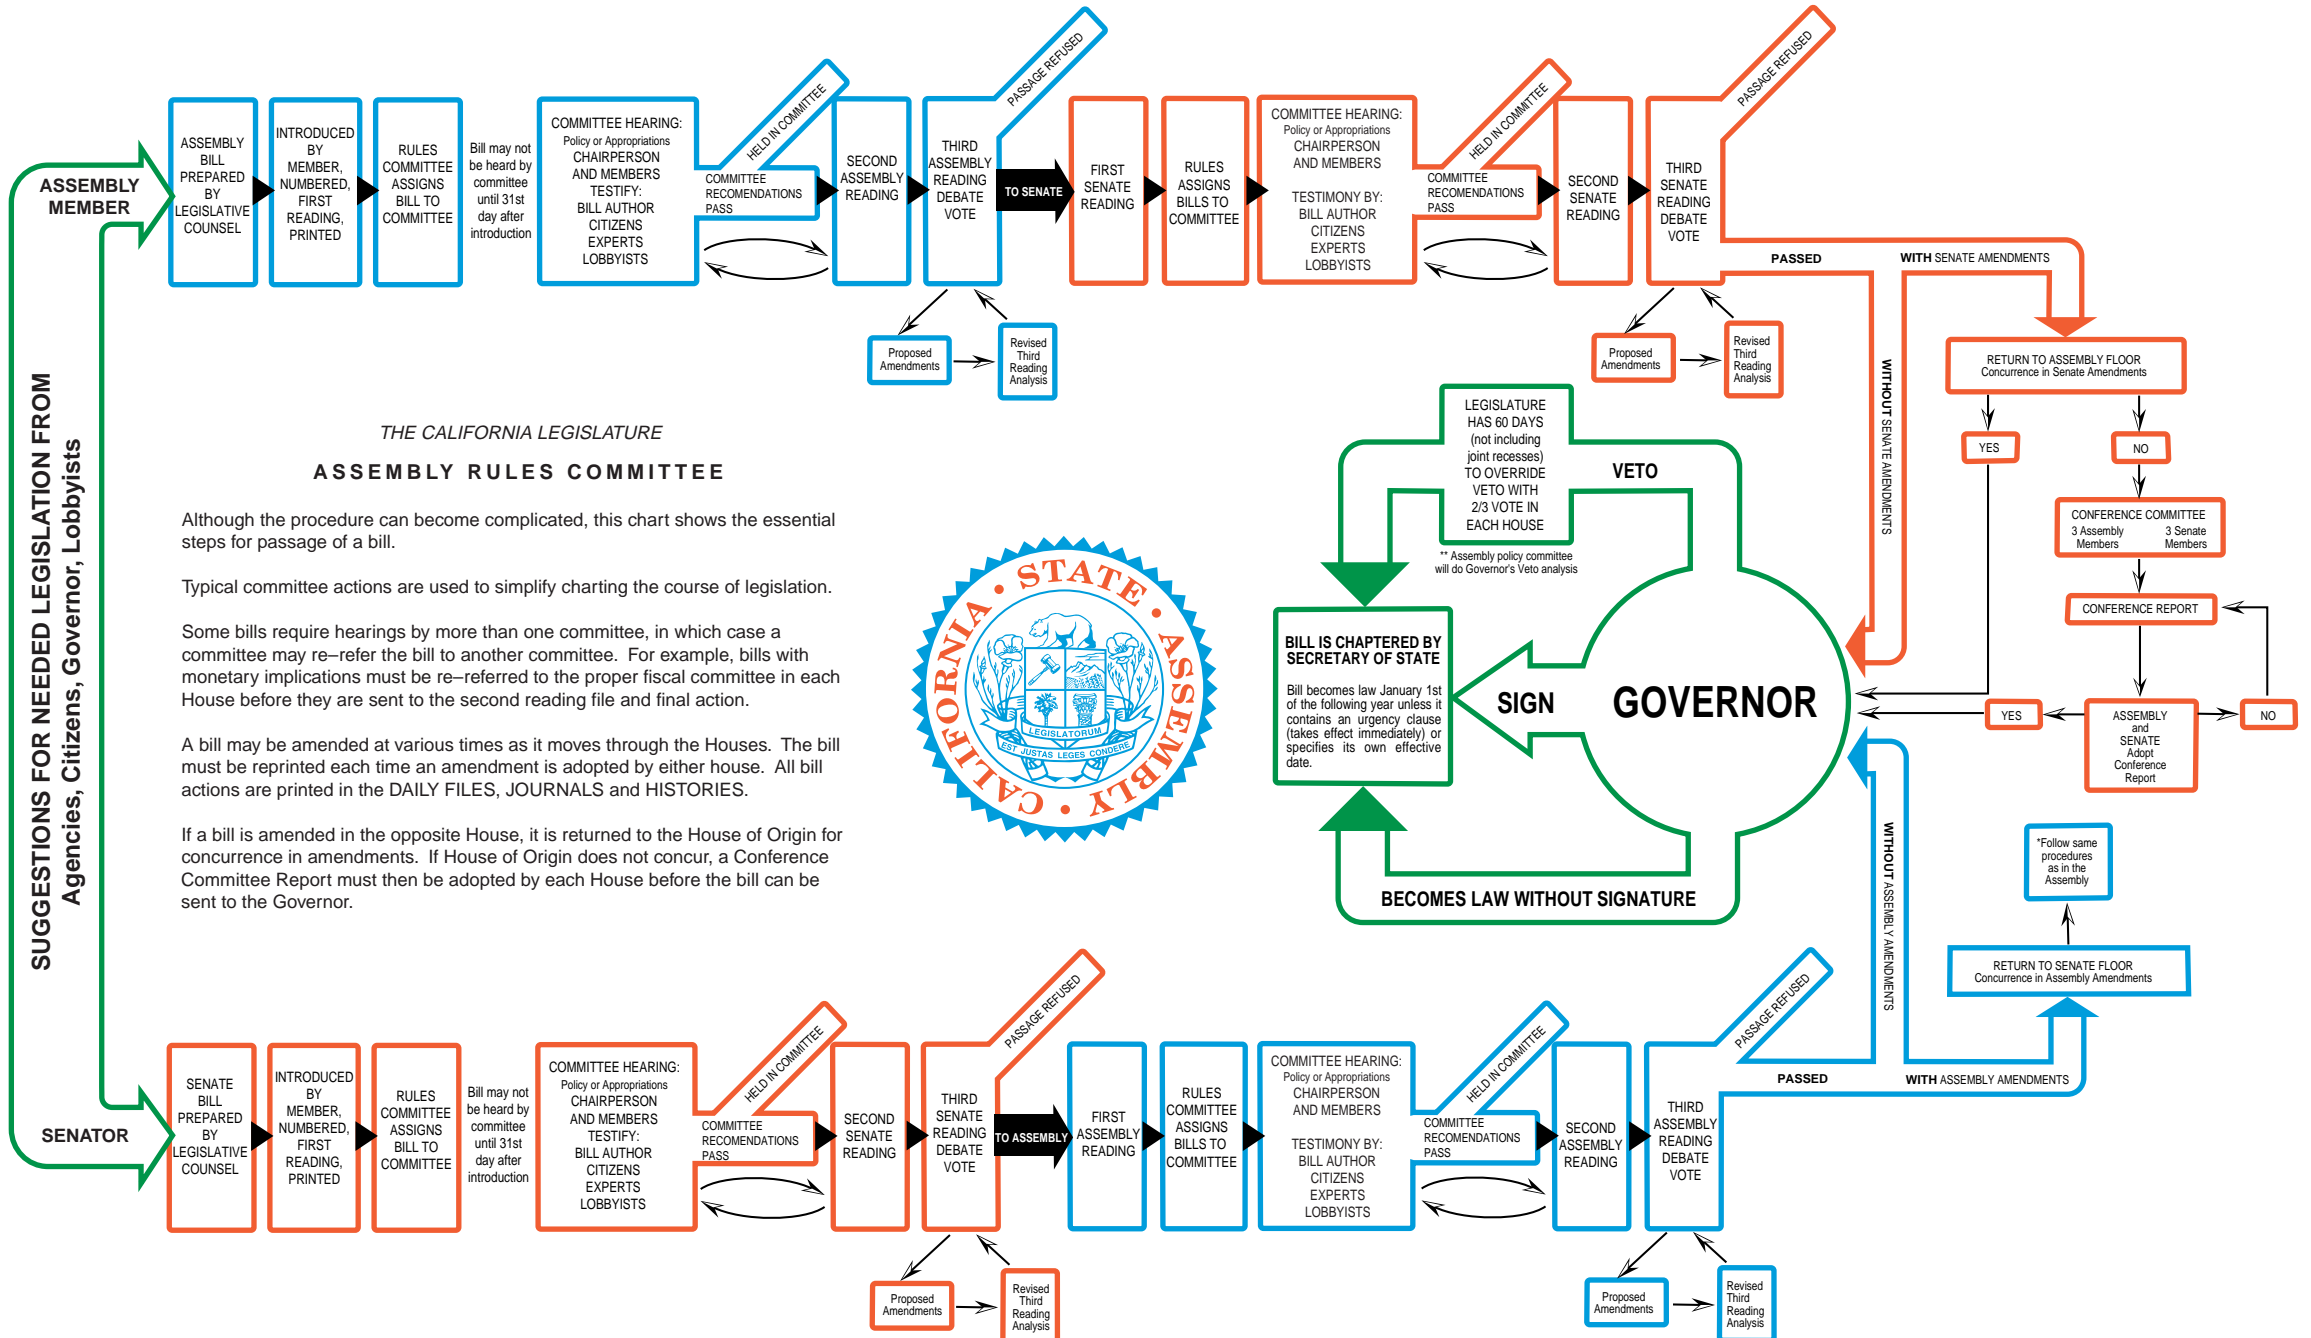 SUGGESTIONS FOR NEEDED LEGISLATION FROM
Agencies, Citizens, Governor, Lobbyists
ASSEMBLY
MEMBER
ASSEMBLY
BILL
PREPARED
BY
LEGISLATIVE
COUNSEL
INTRODUCED
BY
MEMBER,
NUMBERED,
FIRST
READING,
PRINTED
RULES
COMMITTEE
ASSIGNS
BILL TO
COMMITTEE
Bill may not
be heard by
committee
until 31st
day after
introduction
COMMITTEE HEARING:
Policy or Appropriations
CHAIRPERSON
AND MEMBERS
TESTIFY:
BILL AUTHOR
CITIZENS
EXPERTS
LOBBYISTS
HELD IN COMMITTEE
COMMITTEE
RECOMENDATIONS
PASS
SECOND
ASSEMBLY
READING
THIRD
ASSEMBLY
READING
DEBATE
VOTE
PASSAGE REFUSED
Proposed
Amendments
Revised
Third
Reading
Analysis
TO SENATE
FIRST
SENATE
READING
RULES
ASSIGNS
BILLS TO
COMMITTEE
COMMITTEE HEARING:
Policy or Appropriations
CHAIRPERSON
AND MEMBERS
TESTIMONY BY:
BILL AUTHOR
CITIZENS
EXPERTS
LOBBYISTS
HELD IN COMMITTEE
COMMITTEE
RECOMENDATIONS
PASS
SECOND
SENATE
READING
THIRD
SENATE
READING
DEBATE
VOTE
PASSAGE REFUSED
Proposed
Amendments
Revised
Third
Reading
Analysis
PASSED
WITH SENATE AMENDMENTS
WITHOUT SENATE AMENDMENTS
RETURN TO ASSEMBLY FLOOR
Concurrence in Senate Amendments
YES
NO
CONFERENCE COMMITTEE
3 Assembly Members
3 Senate Members
CONFERENCE REPORT
ASSEMBLY
and
SENATE
Adopt
Conference
Report
YES
NO
THE CALIFORNIA LEGISLATURE
ASSEMBLY RULES COMMITTEE
Although the procedure can become complicated, this chart shows the essential
steps for passage of a bill.
Typical committee actions are used to simplify charting the course of legislation.
Some bills require hearings by more than one committee, in which case a
committee may re–refer the bill to another committee. For example, bills with
monetary implications must be re–referred to the proper fiscal committee in each
House before they are sent to the second reading file and final action.
A bill may be amended at various times as it moves through the Houses. The bill
must be reprinted each time an amendment is adopted by either house. All bill
actions are printed in the DAILY FILES, JOURNALS and HISTORIES.
If a bill is amended in the opposite House, it is returned to the House of Origin for
concurrence in amendments. If House of Origin does not concur, a Conference
Committee Report must then be adopted by each House before the bill can be
sent to the Governor.
CALIFORNIA • STATE • ASSEMBLY •
LEGISLATORUM
EST JUSTAS LEGES CONDERE
LEGISLATURE
HAS 60 DAYS
(not including
joint recesses)
TO OVERRIDE
VETO WITH
2/3 VOTE IN
EACH HOUSE
** Assembly policy committee
will do Governor's Veto analysis
VETO
BILL IS CHAPTERED BY
SECRETARY OF STATE
Bill becomes law January 1st
of the following year unless it
contains an urgency clause
(takes effect immediately) or
specifies its own effective
date.
SIGN
GOVERNOR
BECOMES LAW WITHOUT SIGNATURE
*Follow same
procedures
as in the
Assembly
RETURN TO SENATE FLOOR
Concurrence in Assembly Amendments
WITHOUT ASSEMBLY AMENDMENTS
PASSED
WITH ASSEMBLY AMENDMENTS
SENATOR
SENATE
BILL
PREPARED
BY
LEGISLATIVE
COUNSEL
INTRODUCED
BY
MEMBER,
NUMBERED,
FIRST
READING,
PRINTED
RULES
COMMITTEE
ASSIGNS
BILL TO
COMMITTEE
Bill may not
be heard by
committee
until 31st
day after
introduction
COMMITTEE HEARING:
Policy or Appropriations
CHAIRPERSON
AND MEMBERS
TESTIFY:
BILL AUTHOR
CITIZENS
EXPERTS
LOBBYISTS
HELD IN COMMITTEE
COMMITTEE
RECOMENDATIONS
PASS
SECOND
SENATE
READING
THIRD
SENATE
READING
DEBATE
VOTE
PASSAGE REFUSED
Proposed
Amendments
Revised
Third
Reading
Analysis
TO ASSEMBLY
FIRST
ASSEMBLY
READING
RULES
COMMITTEE
ASSIGNS
BILLS TO
COMMITTEE
COMMITTEE HEARING:
Policy or Appropriations
CHAIRPERSON
AND MEMBERS
TESTIMONY BY:
BILL AUTHOR
CITIZENS
EXPERTS
LOBBYISTS
HELD IN COMMITTEE
COMMITTEE
RECOMENDATIONS
PASS
SECOND
ASSEMBLY
READING
THIRD
ASSEMBLY
READING
DEBATE
VOTE
PASSAGE REFUSED
Proposed
Amendments
Revised
Third
Reading
Analysis